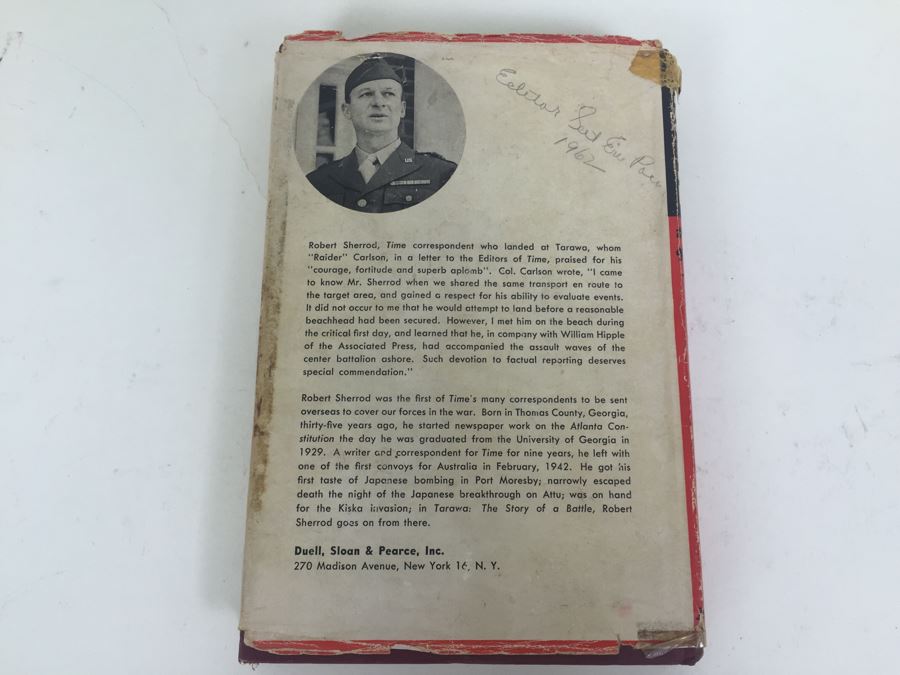 Editor Sat Eve Post
1962
Robert Sherrod, Time correspondent who landed at Tarawa, whom
"Raider" Carlson, in a letter to the Editors of Time, praised for his
"courage, fortitude and superb aplomb". Col. Carlson wrote, "I came
to know Mr. Sherrod when we shared the same transport en route to
the target area, and gained a respect for his ability to evaluate events.
It did not occur to me that he would attempt to land before a reasonable
beachhead had been secured. However, I met him on the beach during
the critical first day, and learned that he, in company with William Hipple
of the Associated Press, had accompanied the assault waves of the
center battalion ashore. Such devotion to factual reporting deserves
special commendation."
Robert Sherrod was the first of Time's many correspondents to be sent
overseas to cover our forces in the war. Born in Thomas County, Georgia,
thirty-five years ago, he started newspaper work on the Atlanta Con-
stitution the day he was graduated from the University of Georgia in
1929. A writer and correspondent for Time for nine years, he left with
one of the first convoys for Australia in February, 1942. He got his
first taste of Japanese bombing in Port Moresby; narrowly escaped
death the night of the Japanese breakthrough on Attu; was on hand
for the Kiska invasion; in Tarawa: The Story of a Battle, Robert
Sherrod goes on from there.
Duell, Sloan & Pearce, Inc.
270 Madison Avenue, New York 16, N. Y.